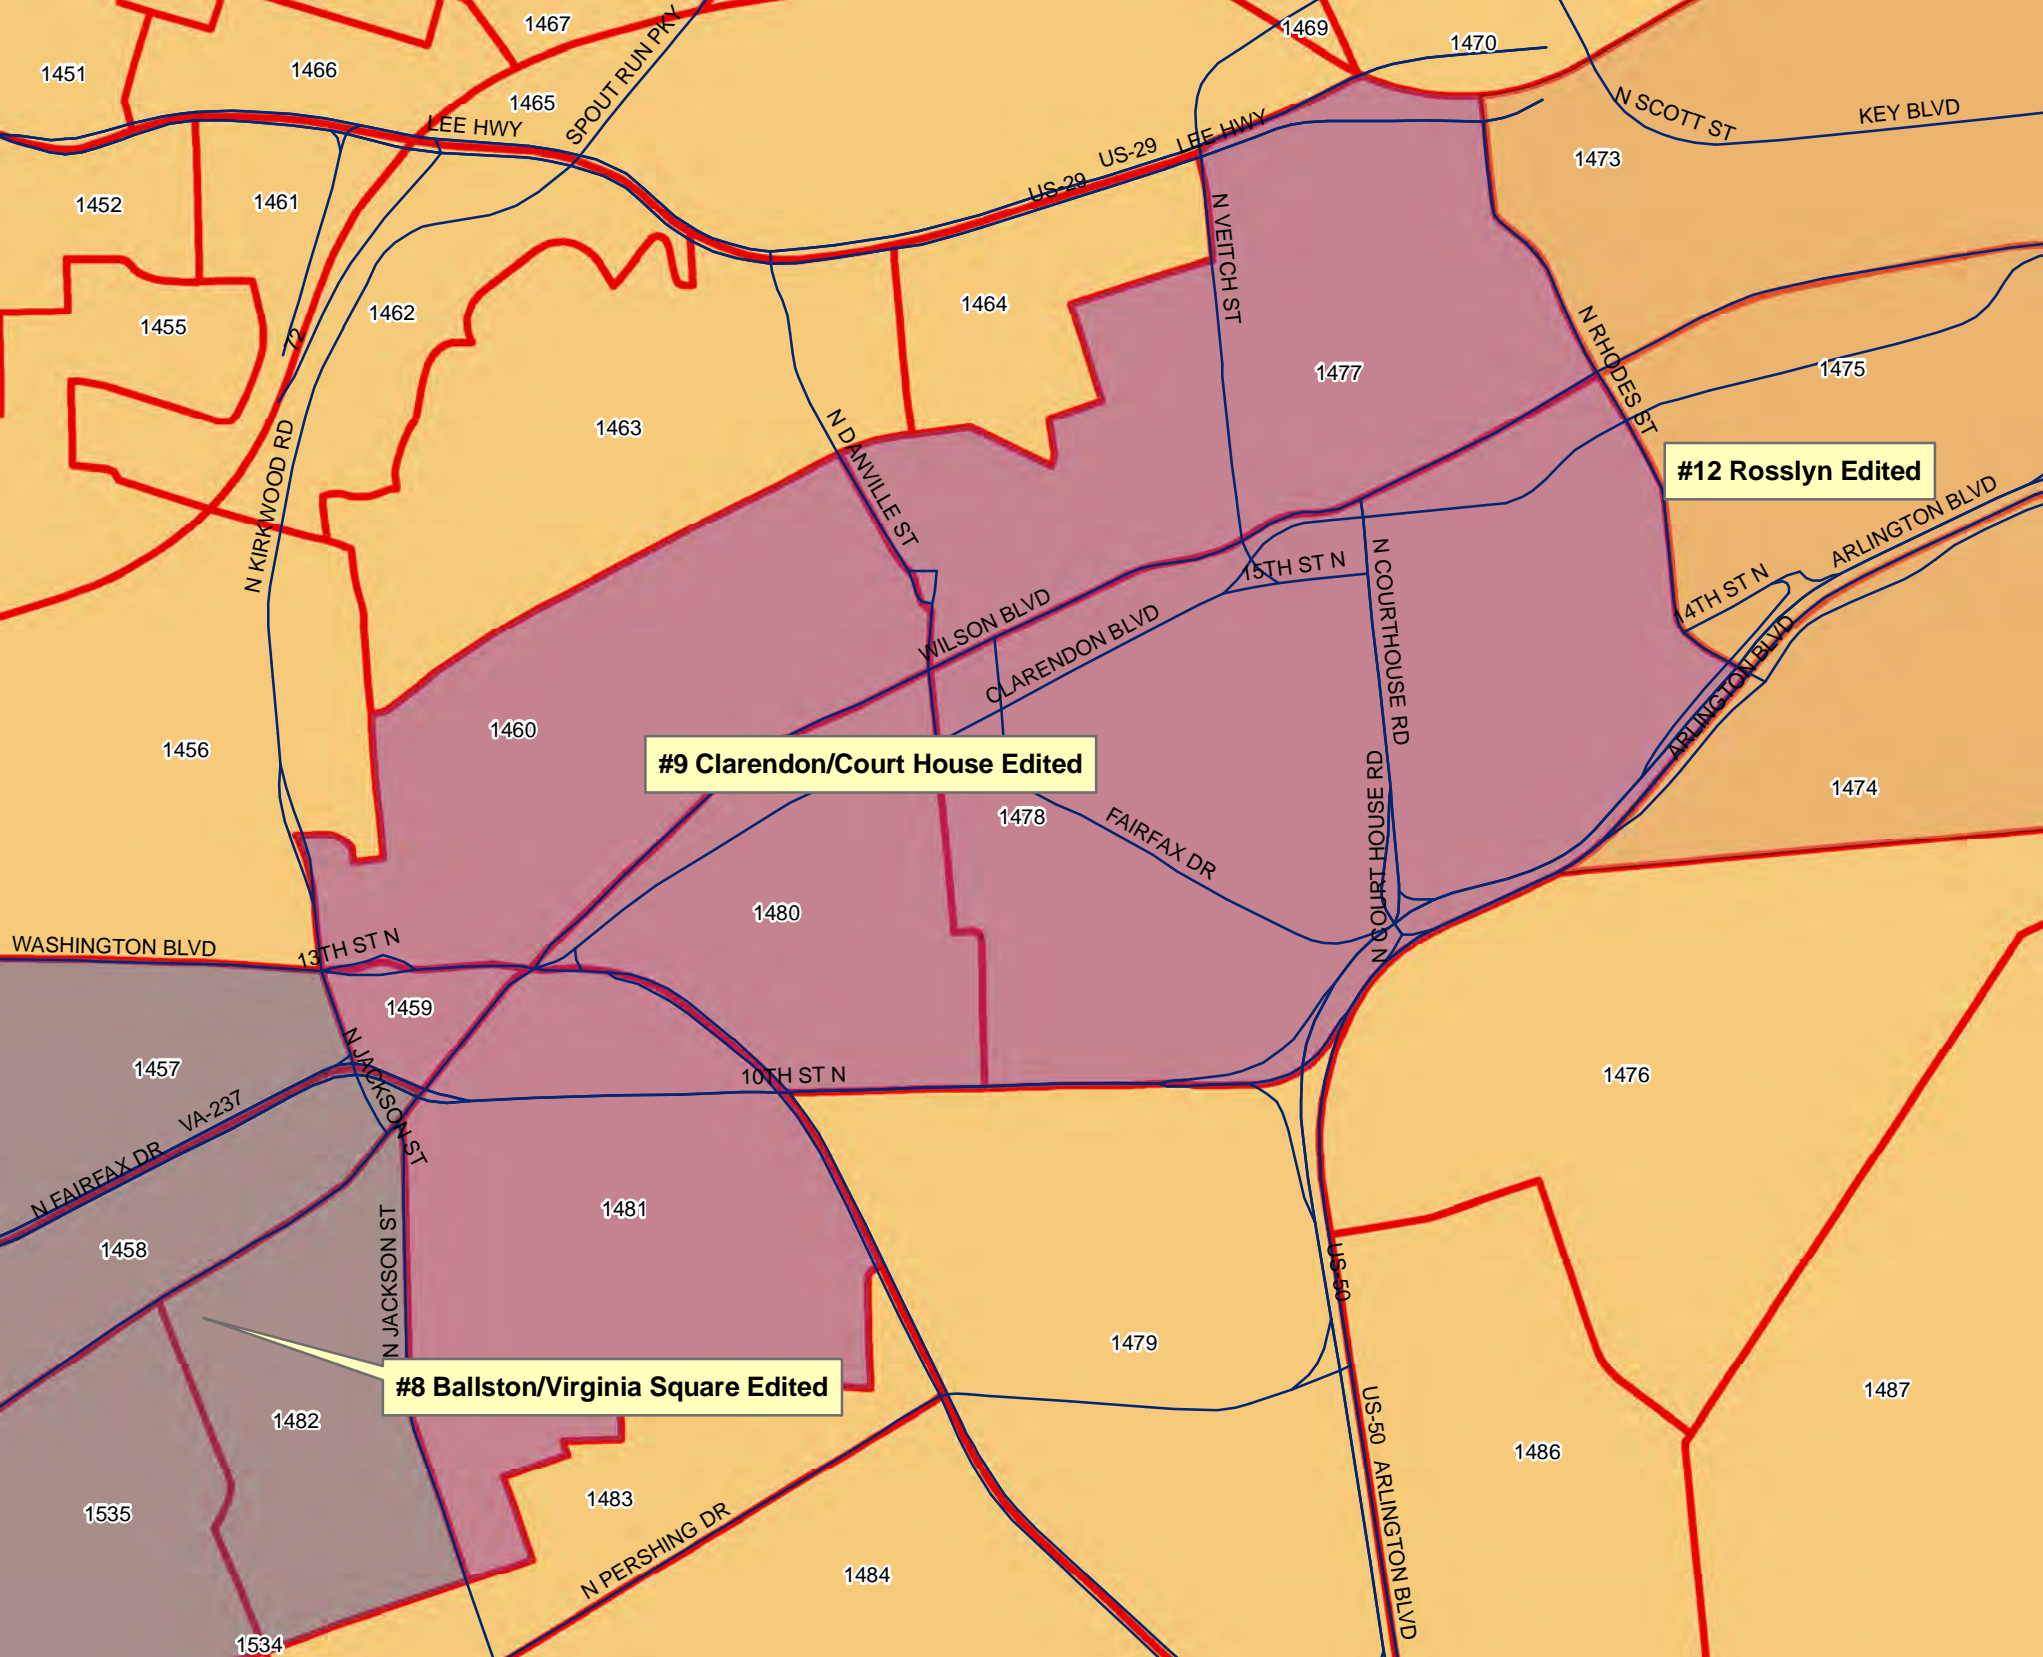 1467
1469
1470
1451
1466
1465
SPOUT RUN PKY
LEE HWY
US-29
LEE HWY
US-29
N SCOTT ST
KEY BLVD
1473
1452
1461
N VEITCH ST
1462
1464
1455
72
N RHODES ST
1475
1477
1463
N DANVILLE ST
N KIRKWOOD RD
#12 Rosslyn Edited
ARLINGTON BLVD
15TH ST N
N COURTHOUSE RD
14TH ST N
WILSON BLVD
CLARENDON BLVD
ARLINGTON BLVD
1456
1460
#9 Clarendon/Court House Edited
1478
FAIRFAX DR
N COURTHOUSE RD
1474
1480
WASHINGTON BLVD
13TH ST N
1459
N JACKSON ST
1457
10TH ST N
1476
VA-237
N FAIRFAX DR
1458
1481
N JACKSON ST
US-50
1479
#8 Ballston/Virginia Square Edited
1487
1482
US-50
1486
1483
1535
N PERSHING DR
ARLINGTON BLVD
1484
1534